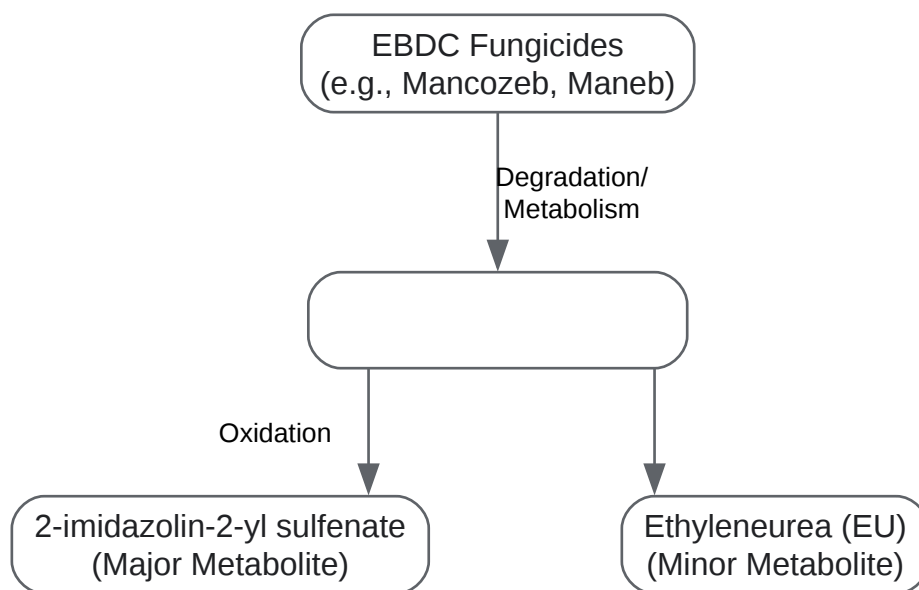 EBDC Fungicides
(e.g., Mancozeb, Maneb)
Degradation/
Metabolism
Oxidation
2-imidazolin-2-yl sulfenate
(Major Metabolite)
Ethyleneurea (EU)
(Minor Metabolite)